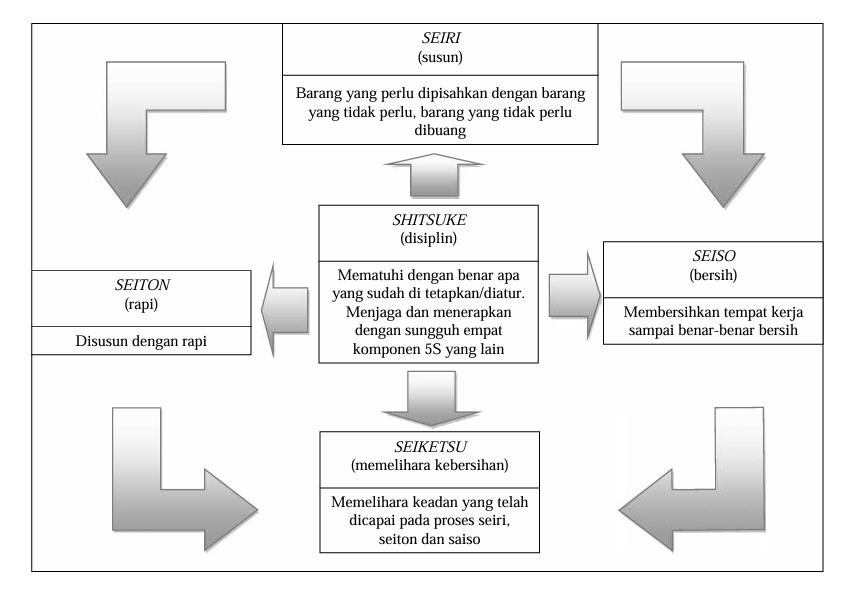 SEIRI
(susun)
Barang yang perlu dipisahkan dengan barang
yang tidak perlu, barang yang tidak perlu
dibuang
SHITSUKE
(disiplin)
Mematuhi dengan benar apa
yang sudah di tetapkan/diatur.
Menjaga dan menerapkan
dengan sungguh empat
komponen 5S yang lain
SEITON
(rapi)
Disusun dengan rapi
SEISO
(bersih)
Membersihkan tempat kerja
sampai benar-benar bersih
SEIKETSU
(memelihara kebersihan)
Memelihara keadan yang telah
dicapai pada proses seiri,
seiton dan saiso